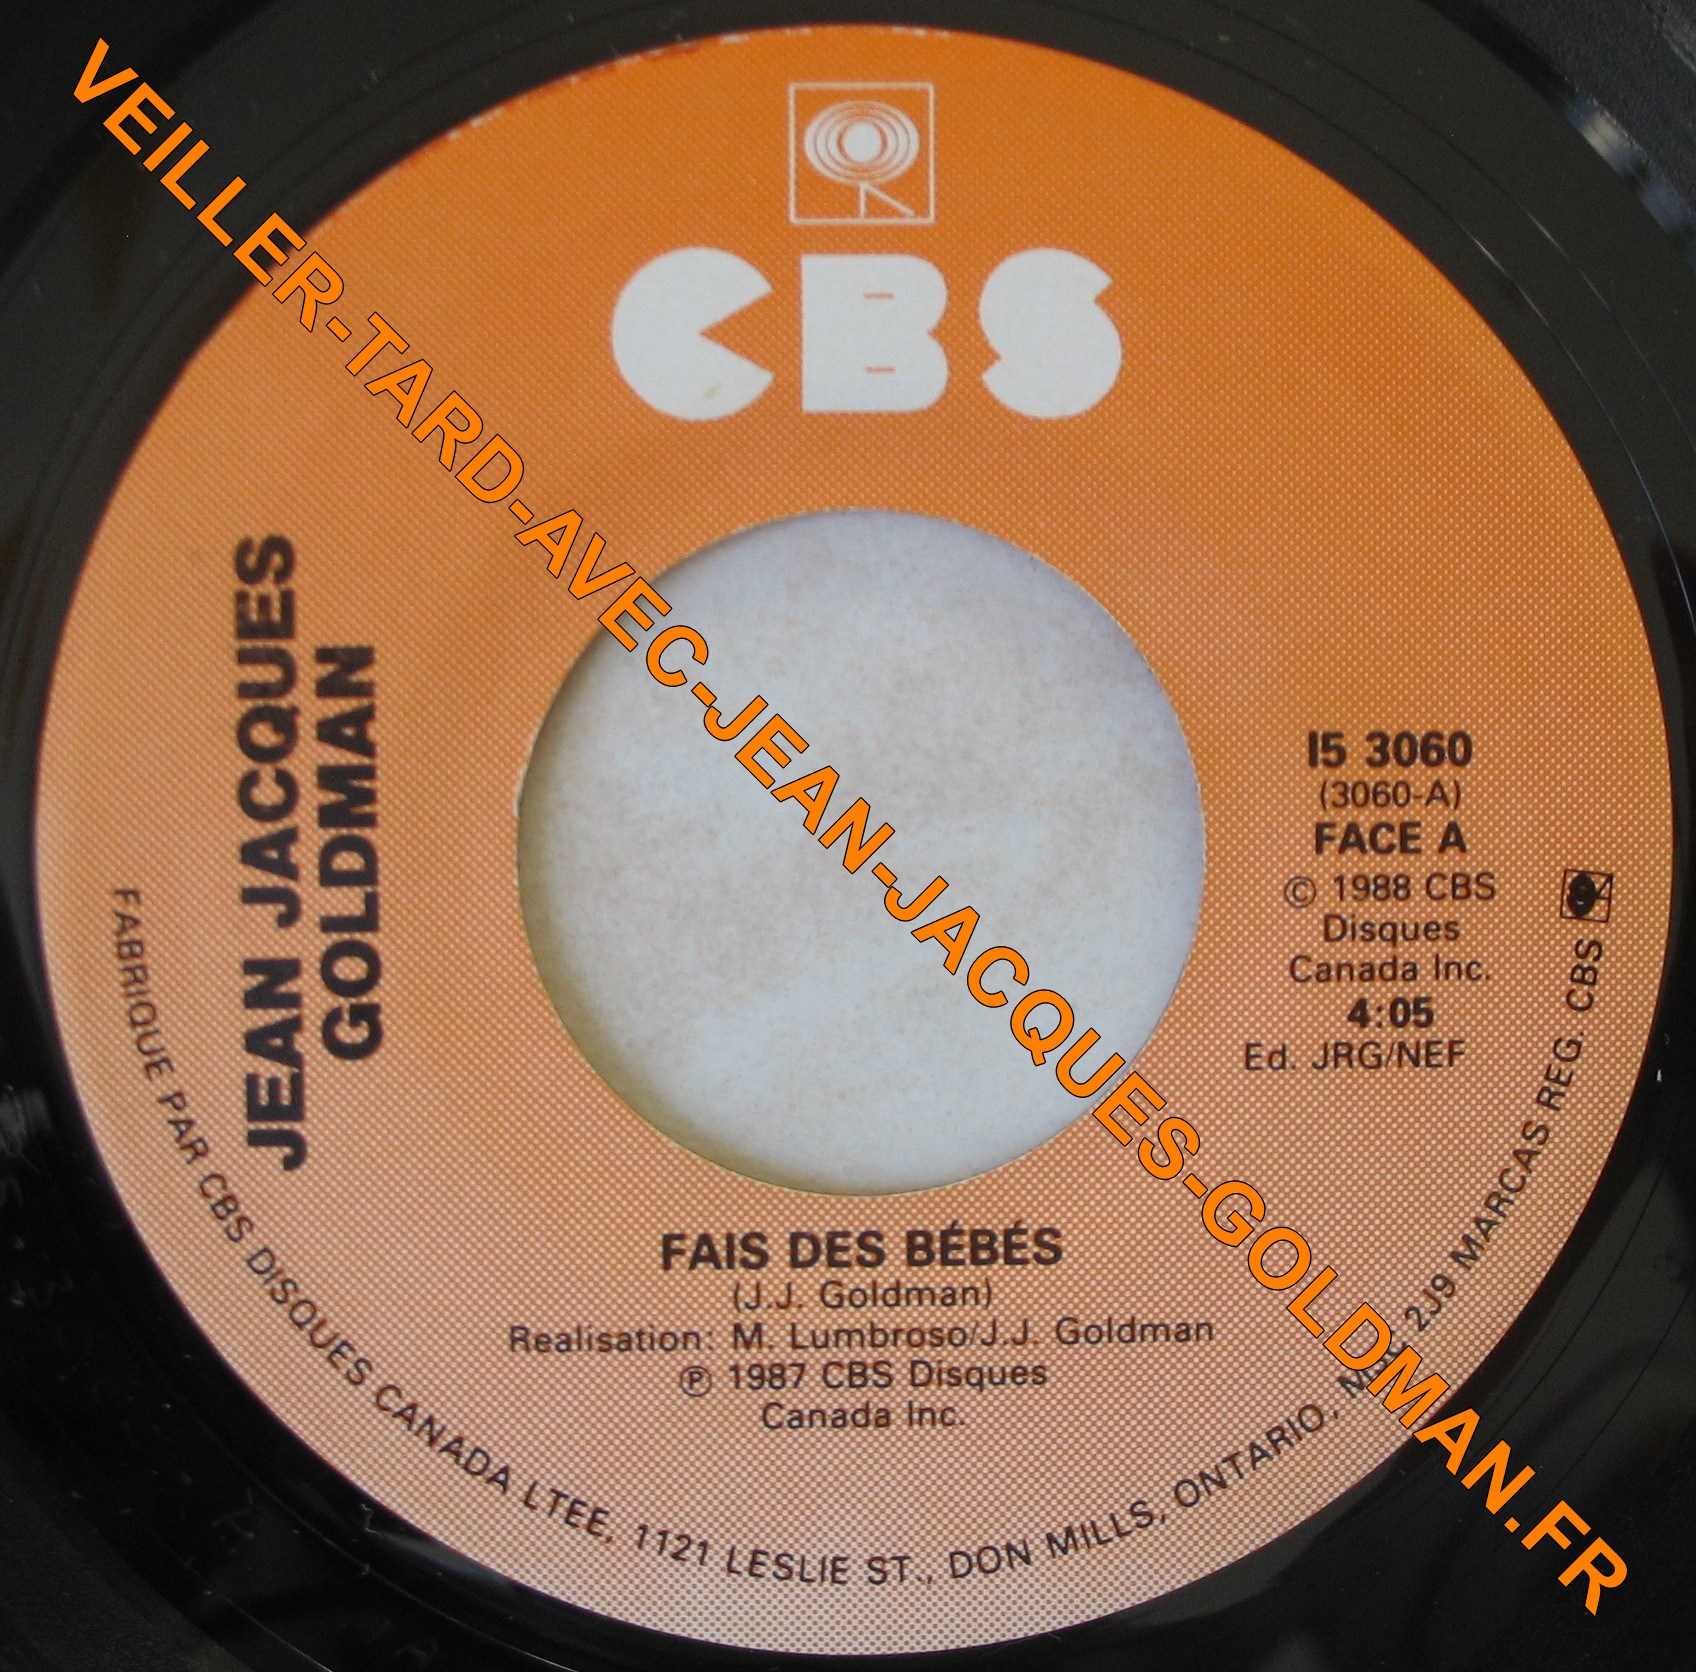 CBS
JEAN JACQUES
GOLDMAN
I5 3060
(3060-A)
FACE A
© 1988 CBS
Disques
Canada Inc.
4:05
Ed. JRG/NEF
FAIS DES BÉBÉS
(J.J. Goldman)
Realisation: M. Lumbroso/J.J. Goldman
℗ 1987 CBS Disques
Canada Inc.
FABRIQUE PAR CBS DISQUES CANADA LTEE, 1121 LESLIE ST., DON MILLS, ONTARIO, 2J9 MARCAS REG. CBS
VEILLER-TARD-AVEC-JEAN-JACQUES-GOLDMAN.FR